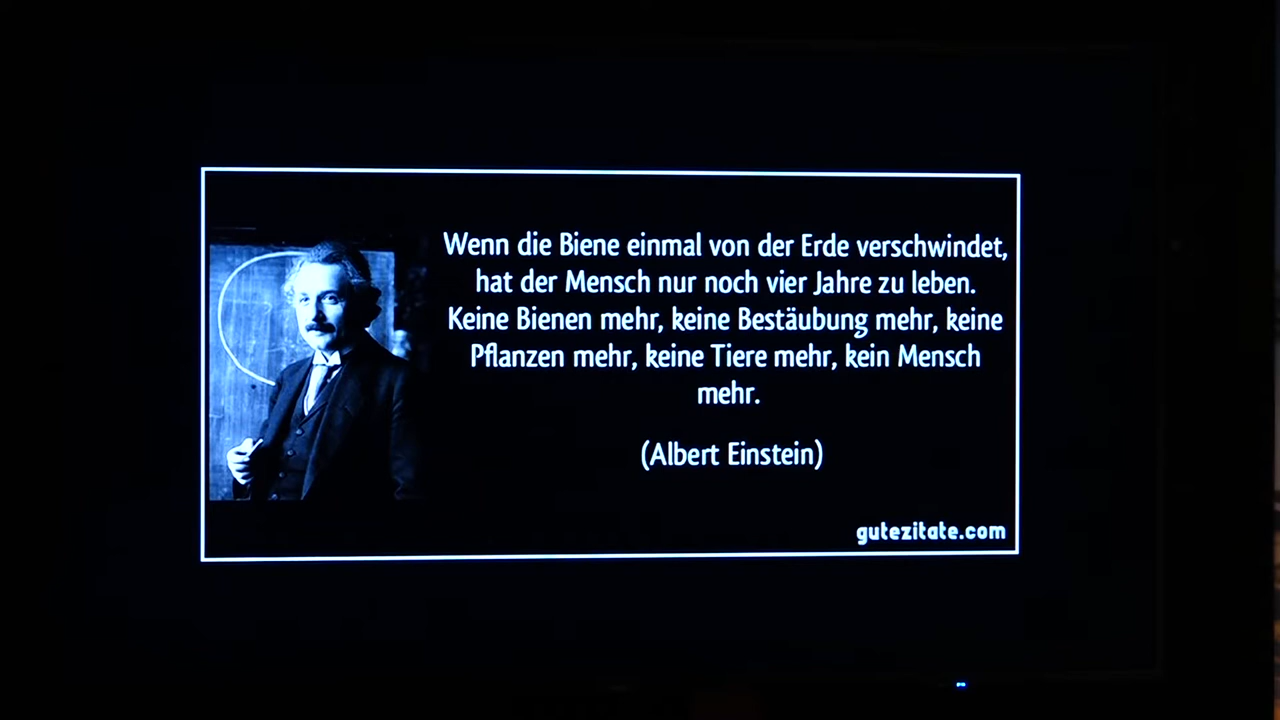 Wenn die Biene einmal von der Erde verschwindet,
hat der Mensch nur noch vier Jahre zu leben.
Keine Bienen mehr, keine Bestäubung mehr, keine
Pflanzen mehr, keine Tiere mehr, kein Mensch
mehr.
(Albert Einstein)
gutezitate.com